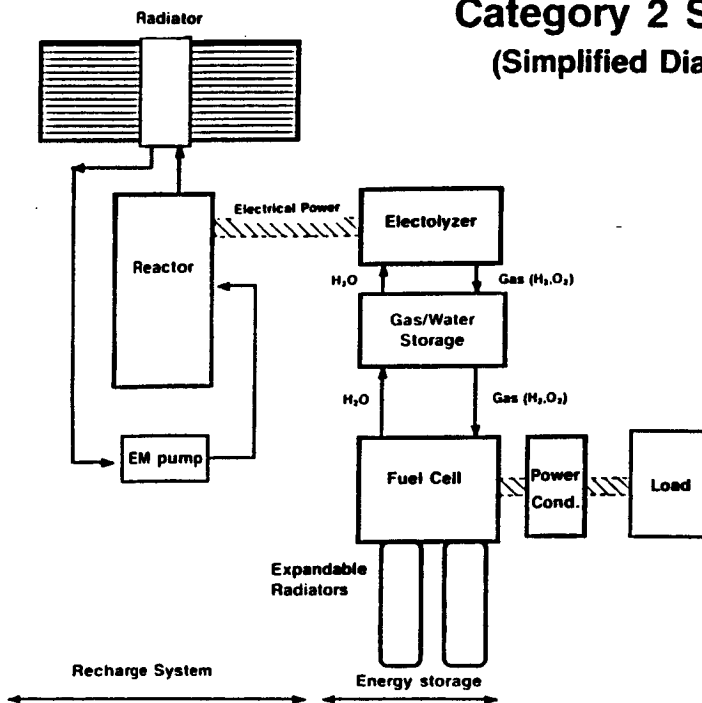 Category 2 S
(Simplified Dia
Radiator
Electrical Power
Electolyzer
Reactor
H₂O
Gas (H₂.O₂)
Gas/Water
Storage
H₂O
Gas (H₂.O₂)
EM pump
Fuel Cell
Power
Cond.
Load
Expandable
Radiators
Recharge System
Energy storage